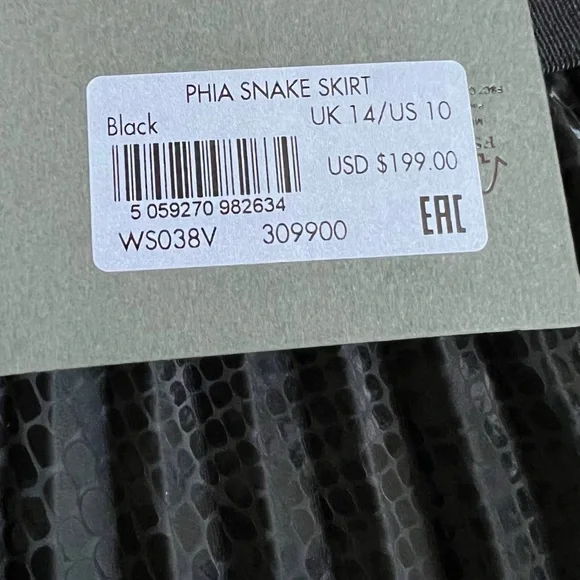 PHIA SNAKE SKIRT
Black
UK 14/US 10
USD $199.00
5 059270 982634
WS038V 309900
EAC